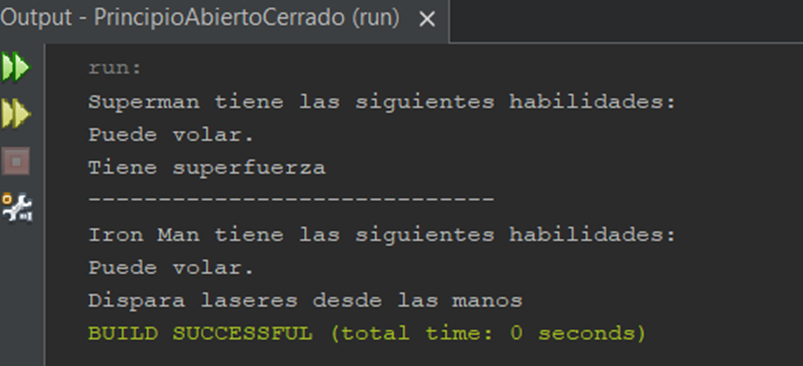 Output - PrincipioAbiertoCerrado (run) ×
run:
Superman tiene las siguientes habilidades:
Puede volar.
Tiene superfuerza
-----------------------------
Iron Man tiene las siguientes habilidades:
Puede volar.
Dispara laseres desde las manos
BUILD SUCCESSFUL (total time: 0 seconds)